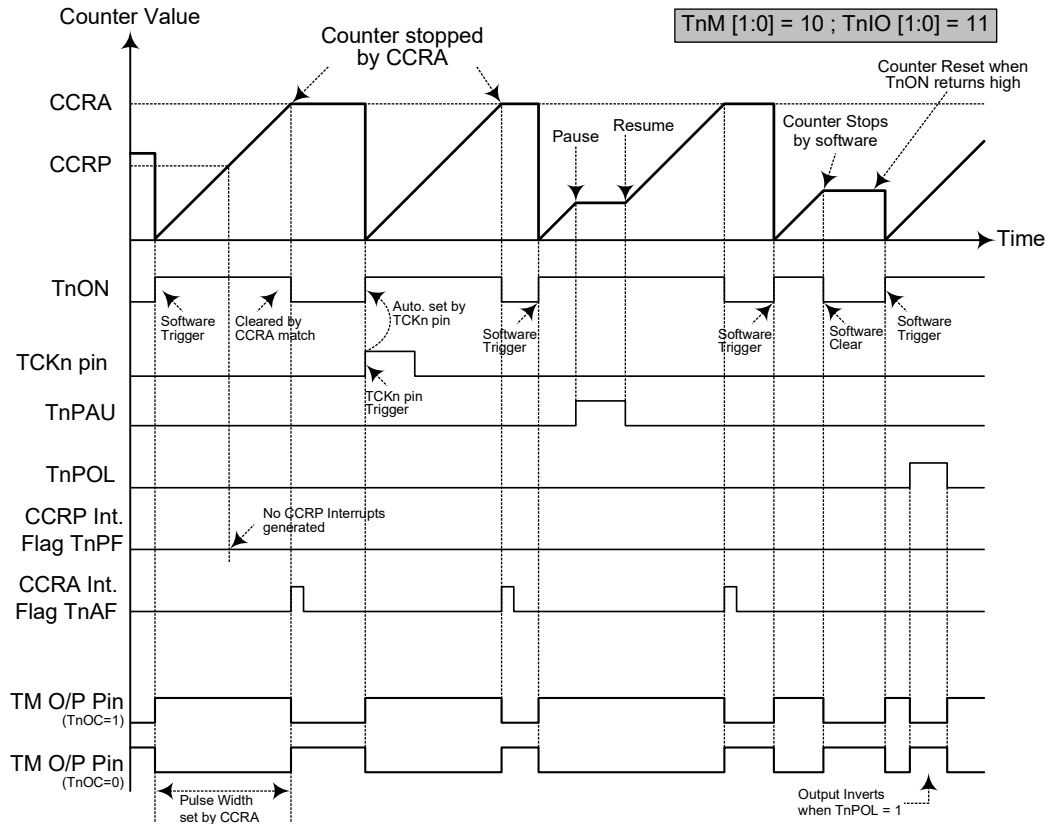 Counter Value
TnM [1:0] = 10 ; TnIO [1:0] = 11
Counter stopped
by CCRA
Counter Reset when
TnON returns high
CCRA
Counter Stops
by software
Pause
Resume
CCRP
Time
TnON
Software
Trigger
Cleared by
CCRA match
Auto. set by
TCKn pin
Software
Trigger
Software
Trigger
Software
Clear
Software
Trigger
TCKn pin
TCKn pin
Trigger
TnPAU
TnPOL
CCRP Int.
Flag TnPF
No CCRP Interrupts
generated
CCRA Int.
Flag TnAF
TM O/P Pin
(TnOC=1)
TM O/P Pin
(TnOC=0)
Pulse Width
set by CCRA
Output Inverts
when TnPOL = 1